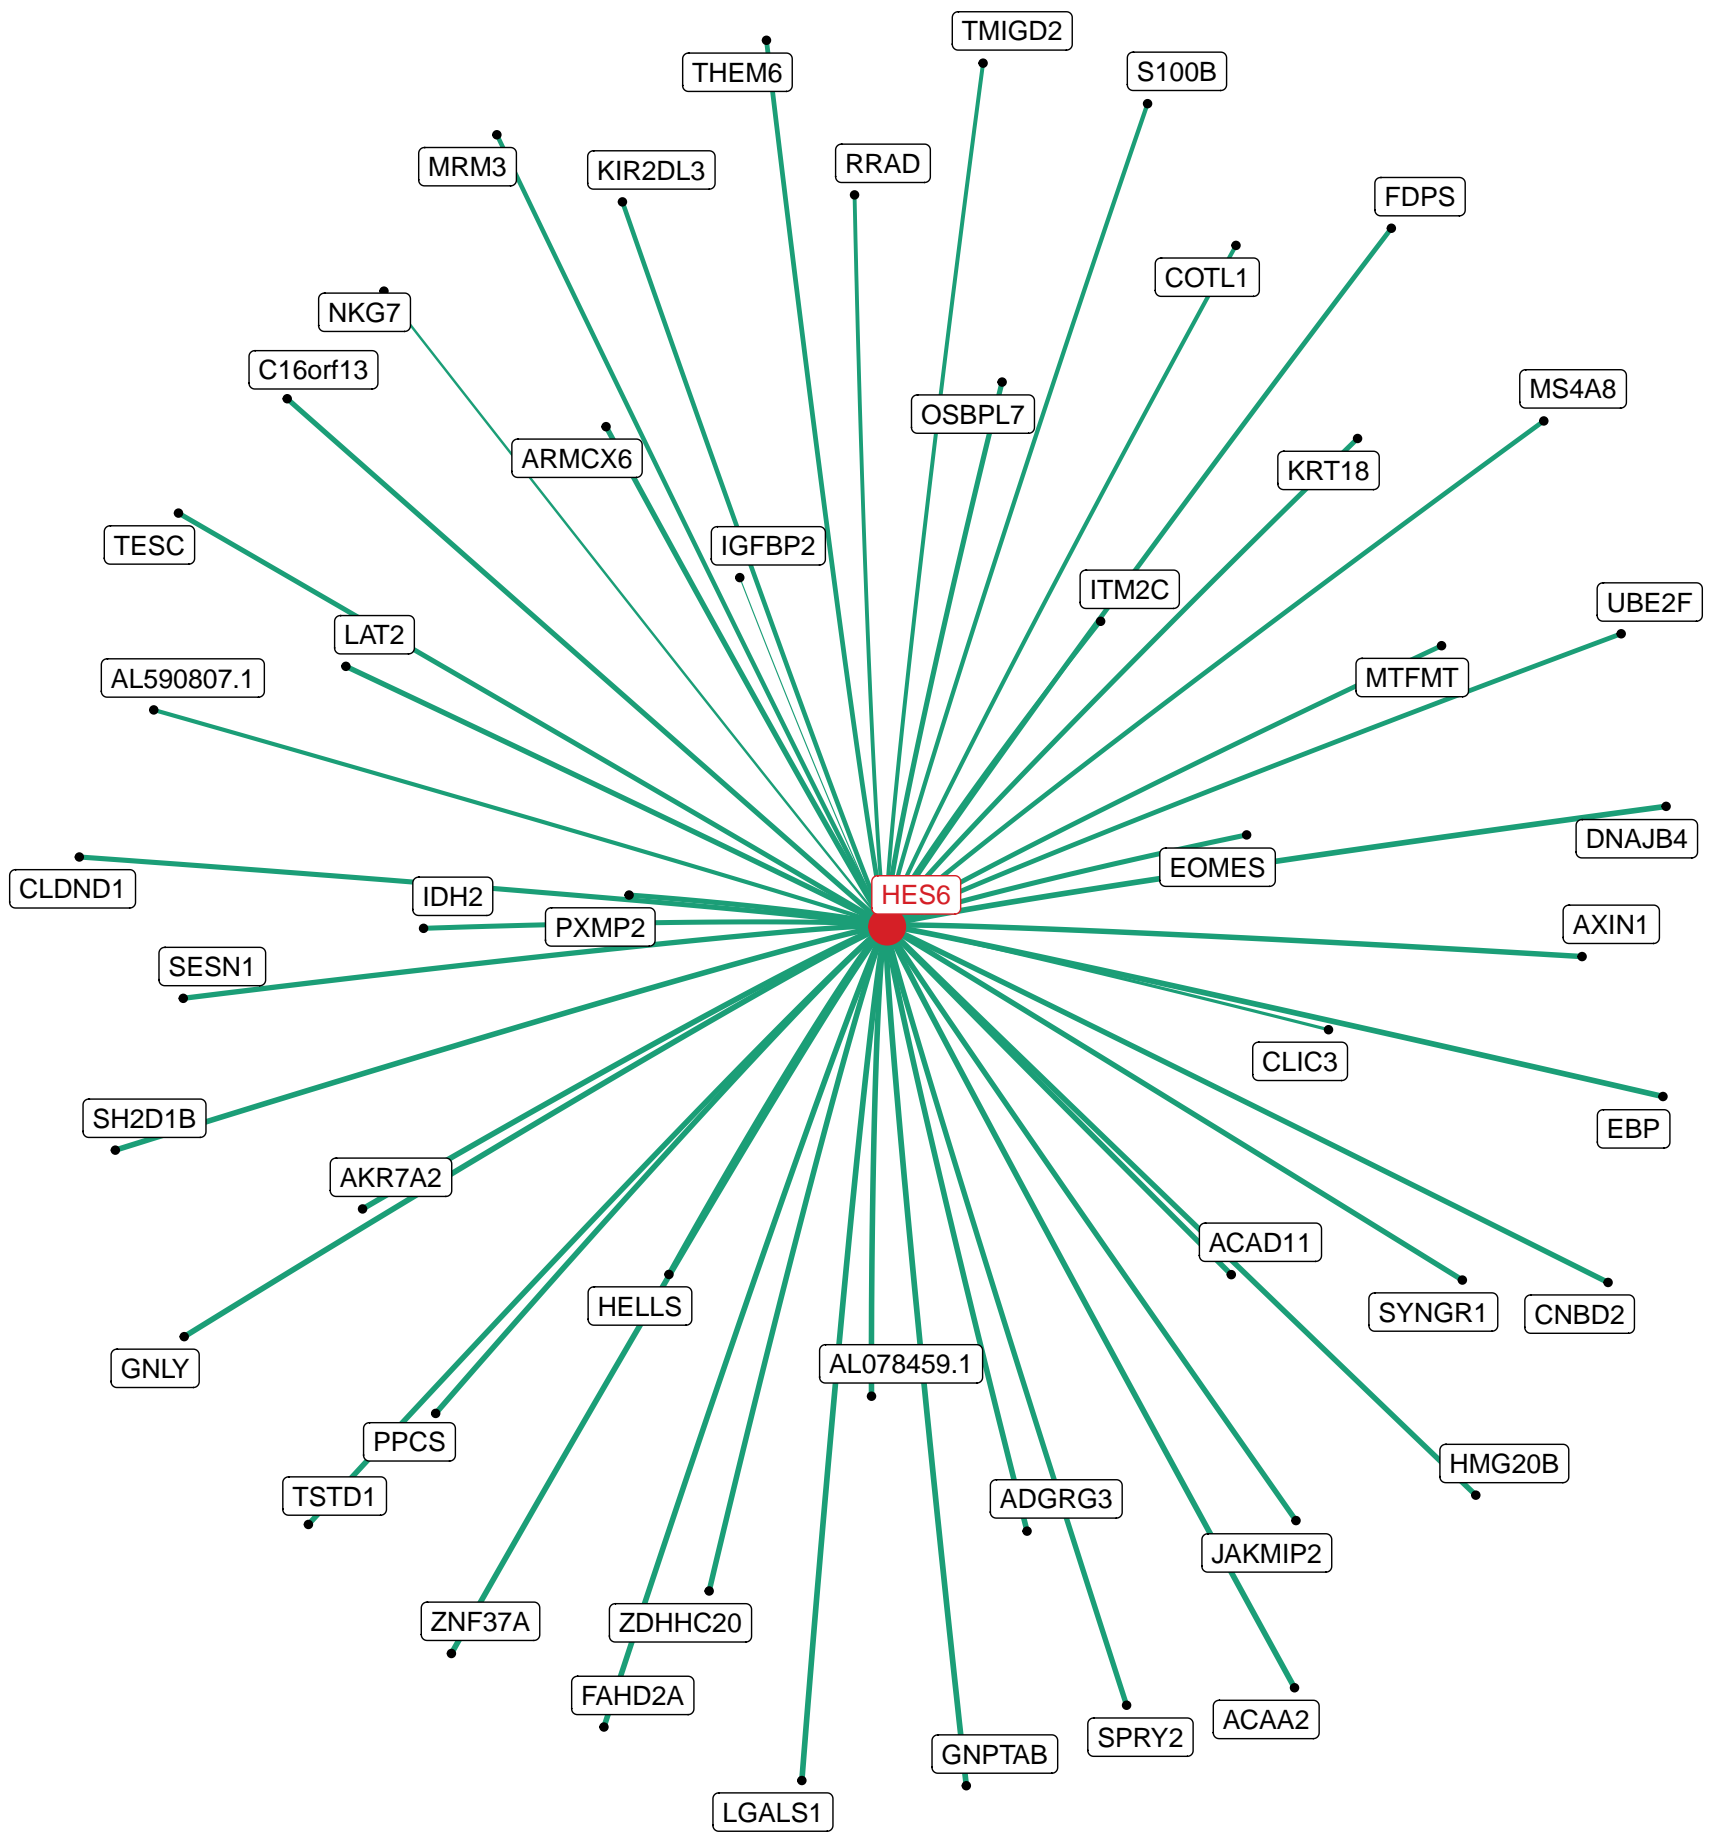 TMIGD2
THEM6
S100B
MRM3
KIR2DL3
RRAD
FDPS
COTL1
NKG7
C16orf13
MS4A8
OSBPL7
ARMCX6
KRT18
TESC
IGFBP2
ITM2C
UBE2F
LAT2
AL590807.1
MTFMT
DNAJB4
EOMES
CLDND1
IDH2
HES6
PXMP2
AXIN1
SESN1
CLIC3
SH2D1B
EBP
AKR7A2
ACAD11
HELLS
SYNGR1
CNBD2
GNLY
AL078459.1
PPCS
HMG20B
TSTD1
ADGRG3
JAKMIP2
ZNF37A
ZDHHC20
FAHD2A
ACAA2
SPRY2
GNPTAB
LGALS1